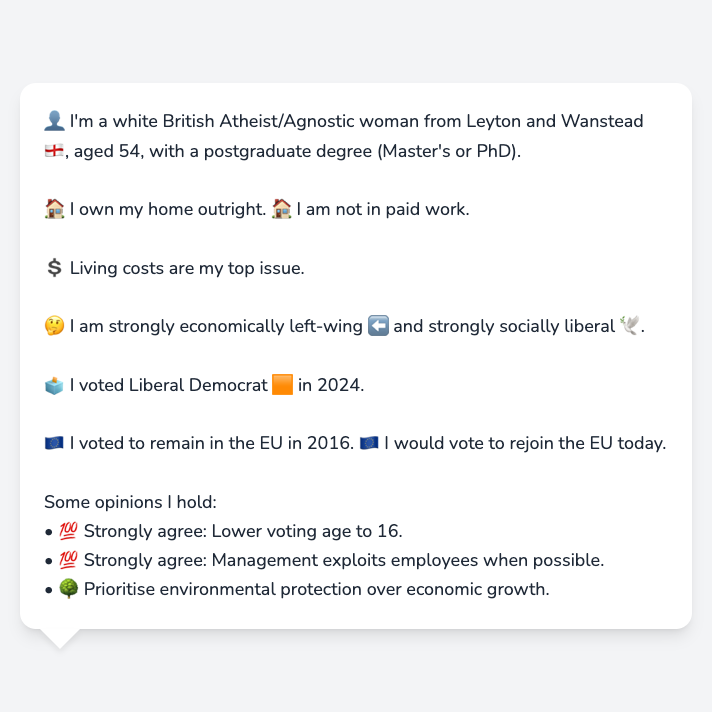 👤 I'm a white British Atheist/Agnostic woman from Leyton and Wanstead
🏴󠁧󠁢󠁥󠁮󠁧󠁿, aged 54, with a postgraduate degree (Master's or PhD).
🏠 I own my home outright. 🏠 I am not in paid work.
💲 Living costs are my top issue.
🤔 I am strongly economically left-wing ⬅️ and strongly socially liberal 🕊️.
🗳️ I voted Liberal Democrat 🟧 in 2024.
🇪🇺 I voted to remain in the EU in 2016. 🇪🇺 I would vote to rejoin the EU today.
Some opinions I hold:
• 💯 Strongly agree: Lower voting age to 16.
• 💯 Strongly agree: Management exploits employees when possible.
• 🌳 Prioritise environmental protection over economic growth.